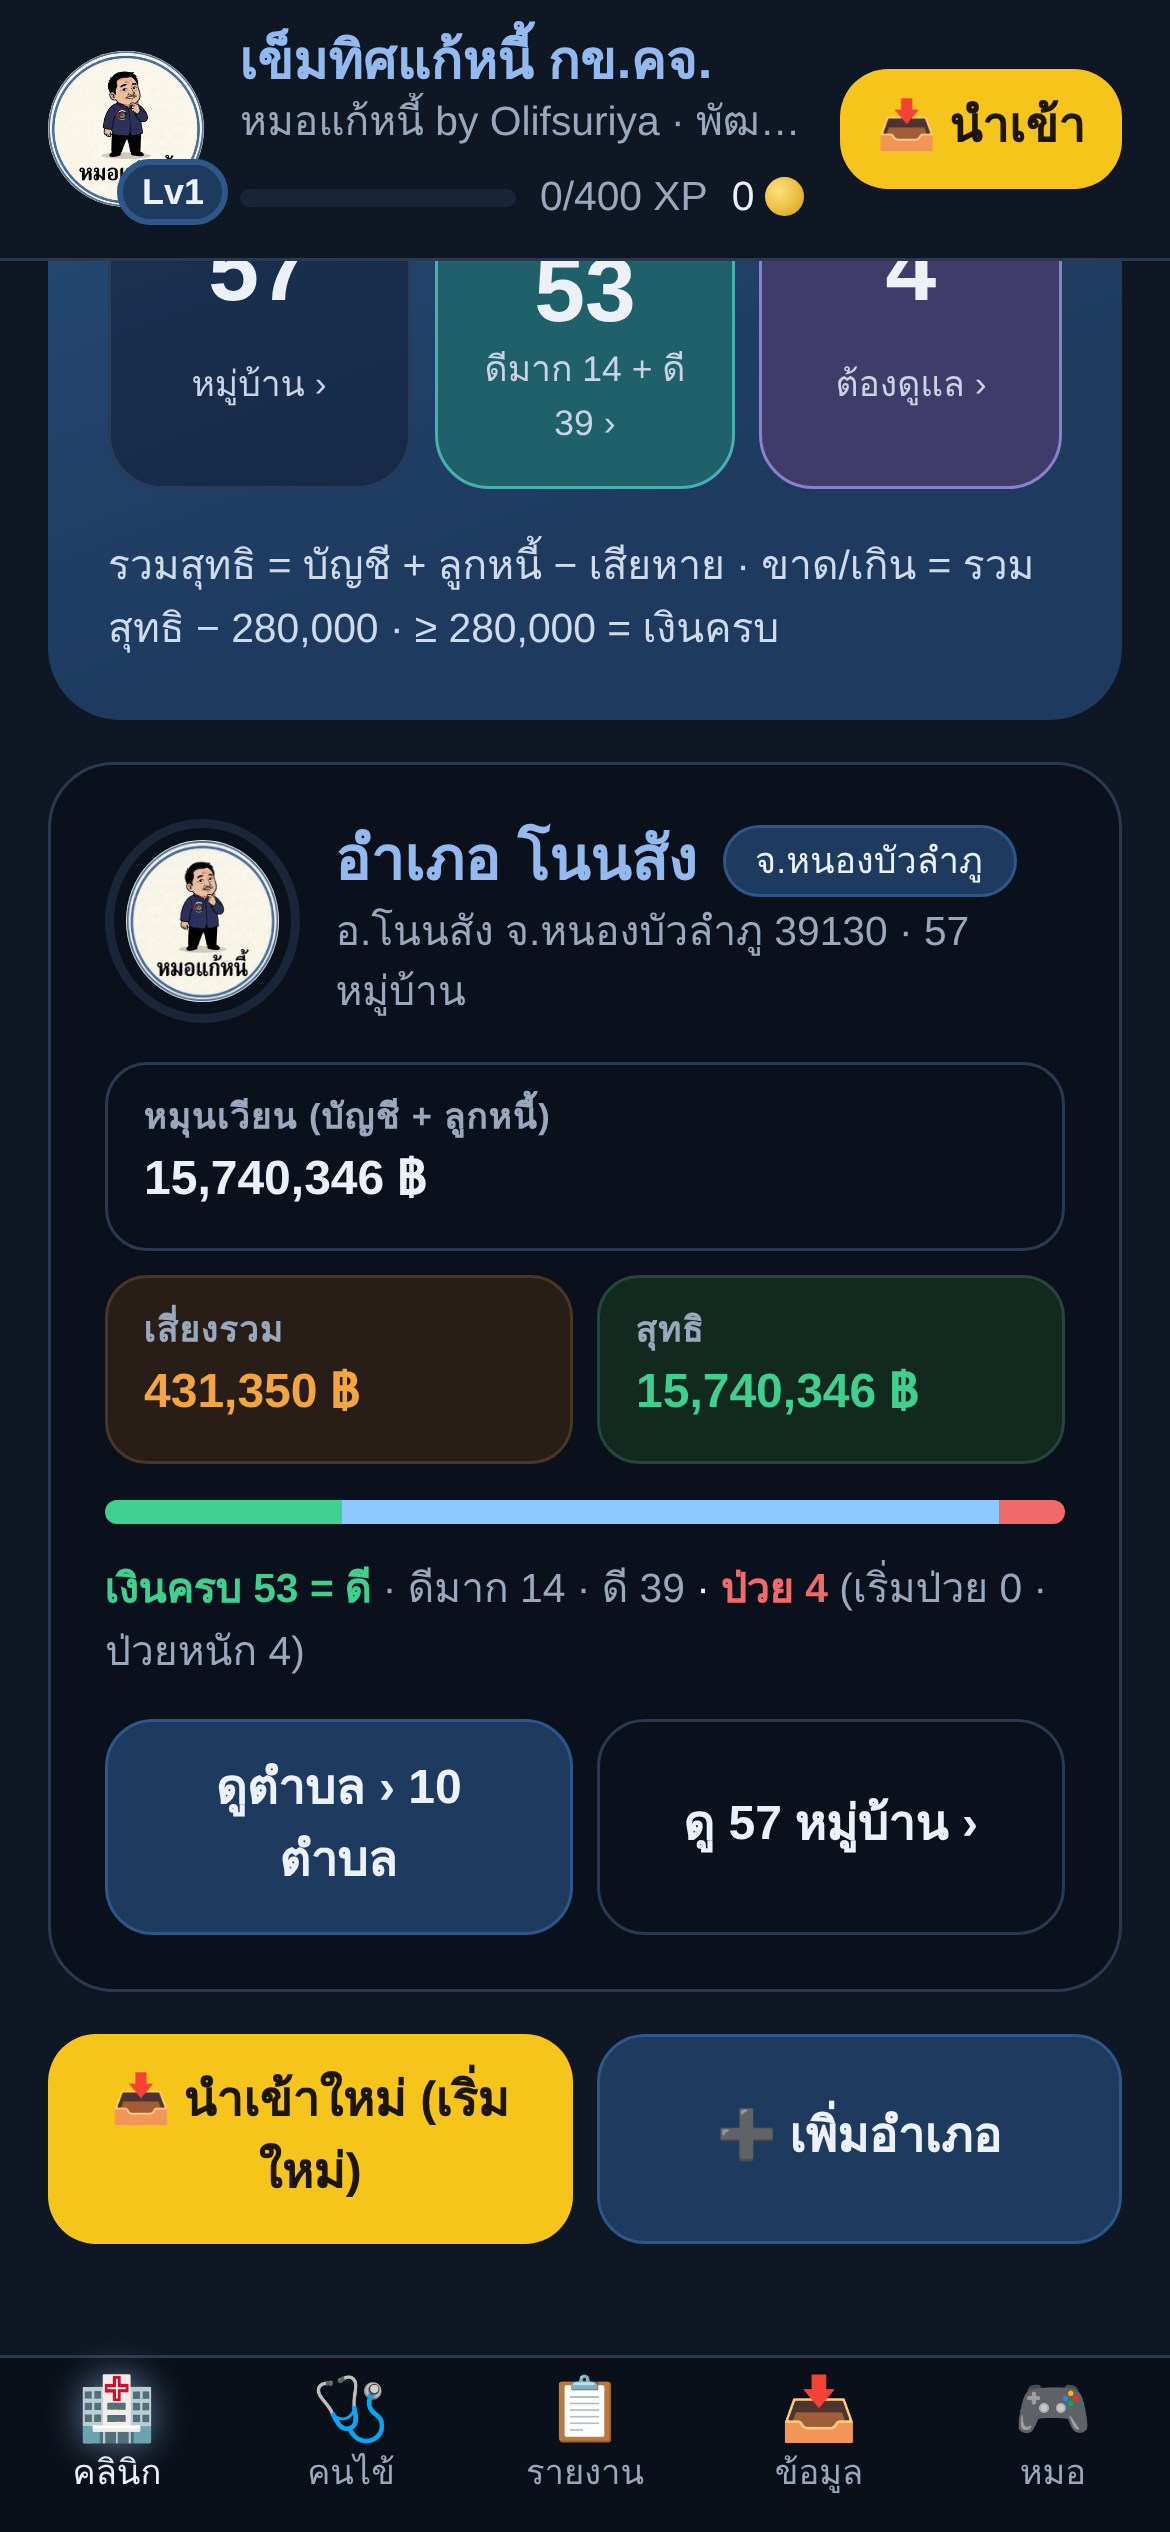 เข็มทิศแก้หนี้ กข.คจ.
หมอแก้หนี้ by Olifsuriya · พัฒ...
Lv1
0/400 XP 0
📥 นำเข้า
57
53
4
หมู่บ้าน ›
ดีมาก 14 + ดี
39 ›
ต้องดูแล ›
รวมสุทธิ = บัญชี + ลูกหนี้ − เสียหาย · ขาด/เกิน = รวม
สุทธิ − 280,000 · ≥ 280,000 = เงินครบ
หมอแก้หนี้
อำเภอ โนนสัง
จ.หนองบัวลำภู
อ.โนนสัง จ.หนองบัวลำภู 39130 · 57
หมู่บ้าน
หมุนเวียน (บัญชี + ลูกหนี้)
15,740,346 ฿
เสี่ยงรวม
431,350 ฿
สุทธิ
15,740,346 ฿
เงินครบ 53 = ดี · ดีมาก 14 · ดี 39 · ป่วย 4 (เริ่มป่วย 0 ·
ป่วยหนัก 4)
ดูตำบล › 10
ตำบล
ดู 57 หมู่บ้าน ›
📥 นำเข้าใหม่ (เริ่ม
ใหม่)
➕ เพิ่มอำเภอ
คลินิก
คนไข้
รายงาน
ข้อมูล
หมอ